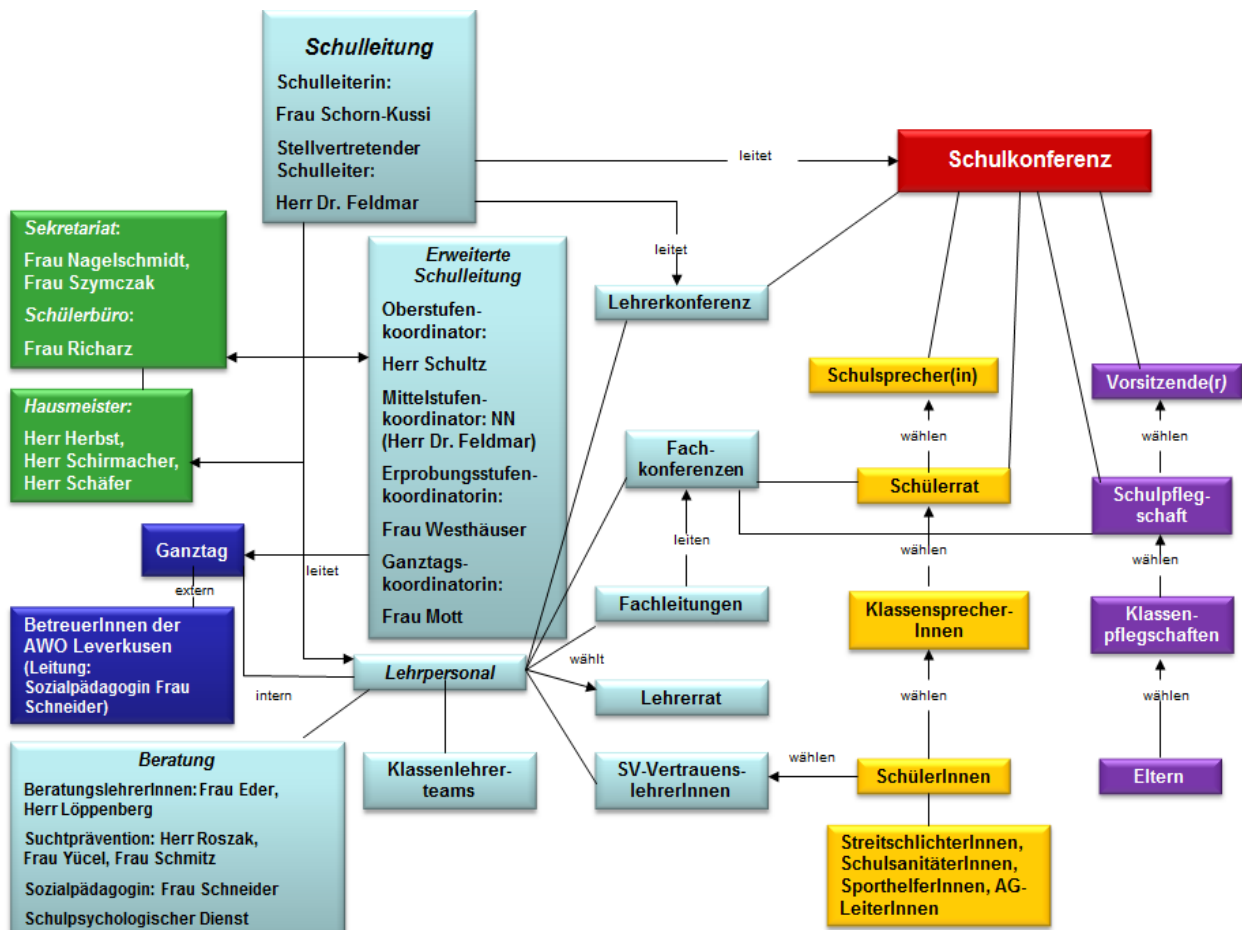 Schulleitung
Schulleiterin:
Frau Schorn-Kussi
Stellvertretender
Schulleiter:
Herr Dr. Feldmar
leitet
Schulkonferenz
leitet
Sekretariat:
Frau Nagelschmidt,
Frau Szymczak
Schülerbüro:
Frau Richarz
Hausmeister:
Herr Herbst,
Herr Schirmacher,
Herr Schäfer
Erweiterte
Schulleitung
Oberstufen-
koordinator:
Herr Schultz
Mittelstufen-
koordinator: NN
(Herr Dr. Feldmar)
Erprobungsstufen-
koordinatorin:
Frau Westhäuser
Ganztags-
koordinatorin:
Frau Mott
Lehrerkonferenz
Schulsprecher(in)
Vorsitzende(r)
wählen
wählen
Fach-
konferenzen
Schülerrat
Schulpfleg-
schaft
leiten
wählen
wählen
Ganztag
leitet
extern
BetreuerInnen der
AWO Leverkusen
(Leitung:
Sozialpädagogin Frau
Schneider)
intern
Fachleitungen
KlassensprecherInnen
Klassen-
pflegschaften
wählt
Lehrpersonal
Lehrerrat
wählen
wählen
Klassenlehrer-
teams
SV-Vertrauens-
lehrerInnen
wählen
SchülerInnen
Eltern
StreitschlichterInnen,
SchulsanitäterInnen,
SporthelferInnen, AG-
LeiterInnen
Beratung
BeratungslehrerInnen: Frau Eder,
Herr Löppenberg
Suchtprävention: Herr Roszak,
Frau Yücel, Frau Schmitz
Sozialpädagogin: Frau Schneider
Schulpsychologischer Dienst